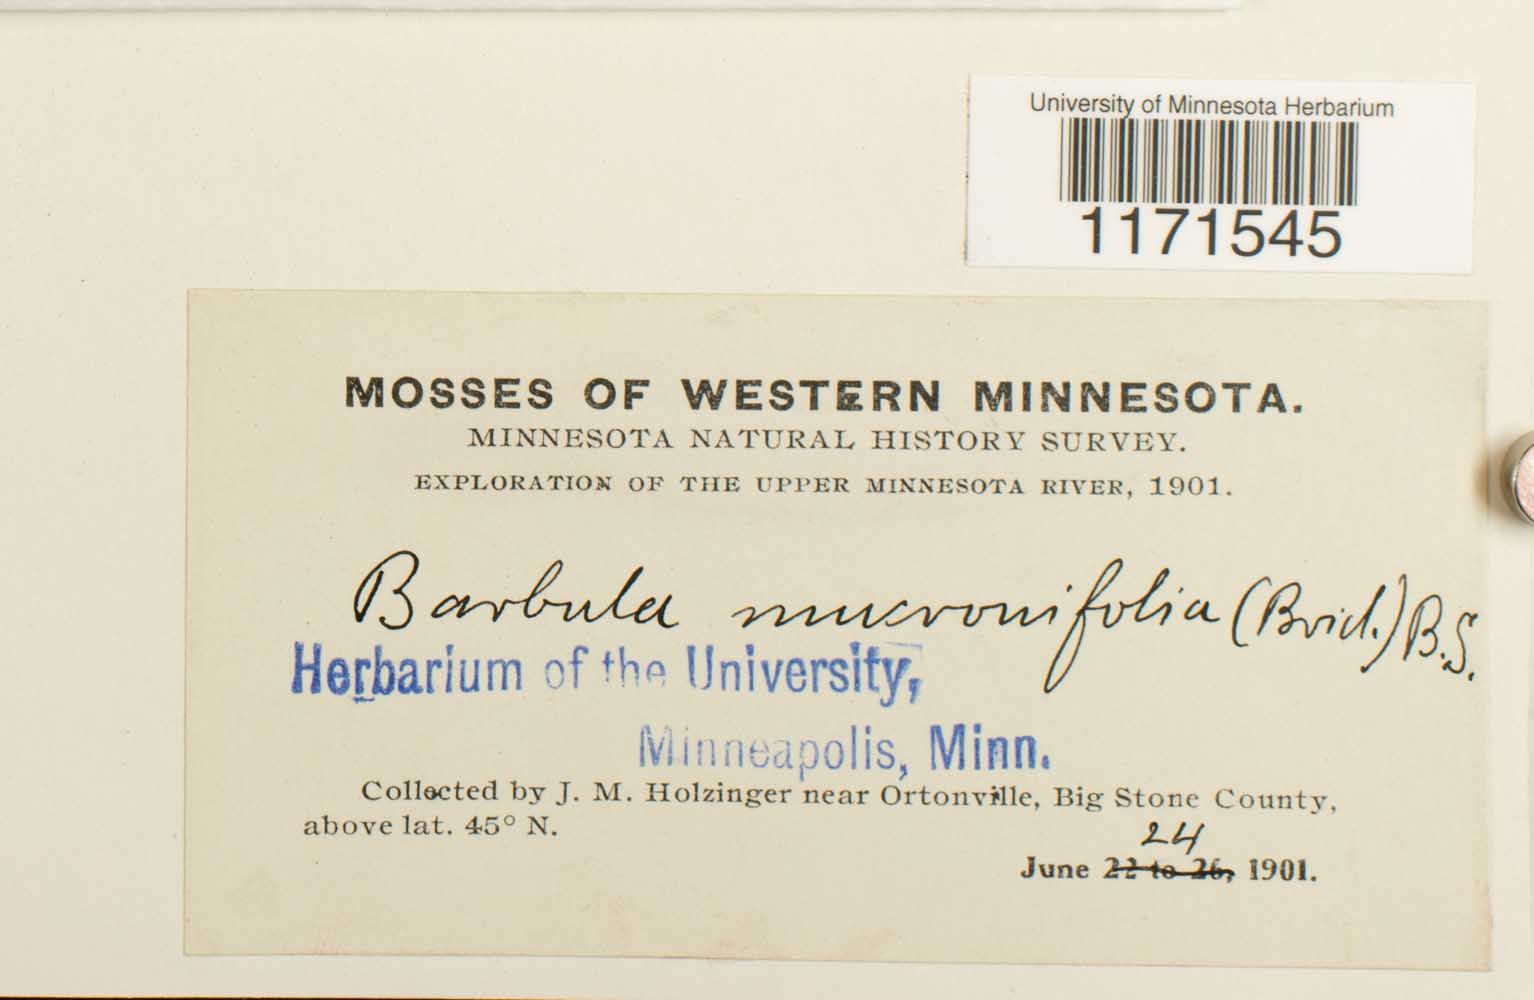 University of Minnesota Herbarium
1171545
MOSSES OF WESTERN MINNESOTA.
MINNESOTA NATURAL HISTORY SURVEY.
EXPLORATION OF THE UPPER MINNESOTA RIVER, 1901.
Barbula mucronifolia (Brid.) B.S.
Herbarium of the University,
Minneapolis, Minn.
Collected by J. M. Holzinger near Ortonville, Big Stone County,
above lat. 45° N.
24
June 22 to 26, 1901.